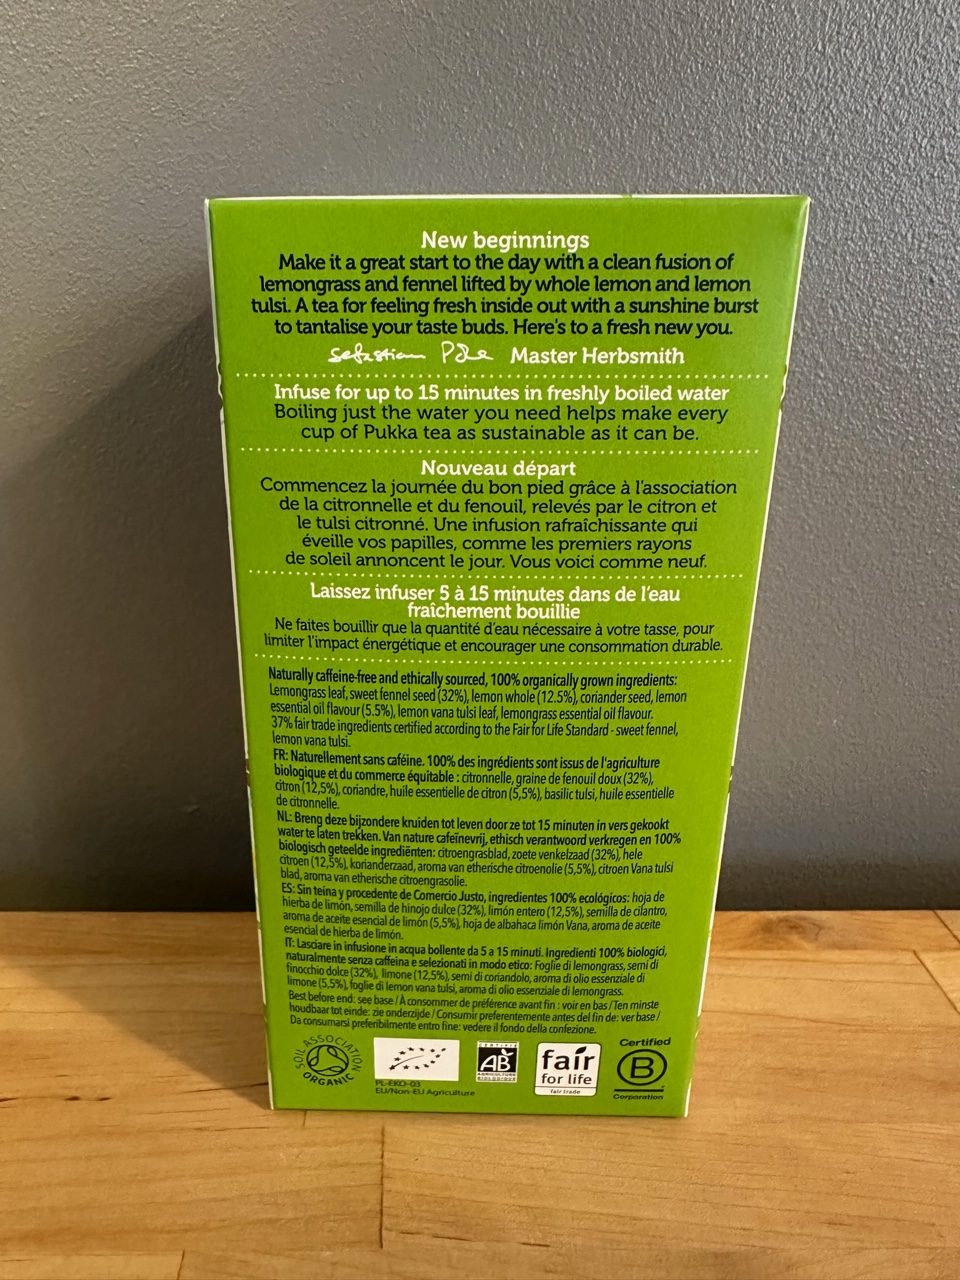 New beginnings
Make it a great start to the day with a clean fusion of
lemongrass and fennel lifted by whole lemon and lemon
tulsi. A tea for feeling fresh inside out with a sunshine burst
to tantalise your taste buds. Here's to a fresh new you.
Sebastian Pole Master Herbsmith
Infuse for up to 15 minutes in freshly boiled water
Boiling just the water you need helps make every
cup of Pukka tea as sustainable as it can be.
Nouveau départ
Commencez la journée du bon pied grâce à l'association
de la citronnelle et du fenouil, relevés par le citron et
le tulsi citronné. Une infusion rafraîchissante qui
éveille vos papilles, comme les premiers rayons
de soleil annoncent le jour. Vous voici comme neuf.
Laissez infuser 5 à 15 minutes dans de l'eau
fraîchement bouillie
Ne faites bouillir que la quantité d'eau nécessaire à votre tasse, pour
limiter l'impact énergétique et encourager une consommation durable.
Naturally caffeine-free and ethically sourced, 100% organically grown ingredients:
Lemongrass leaf, sweet fennel seed (32%), lemon whole (12.5%), coriander seed, lemon
essential oil flavour (5.5%), lemon vana tulsi leaf, lemongrass essential oil flavour.
37% fair trade ingredients certified according to the Fair for Life Standard - sweet fennel,
lemon vana tulsi.
FR: Naturellement sans caféine. 100% des ingrédients sont issus de l'agriculture
biologique et du commerce équitable : citronnelle, graine de fenouil doux (32%),
citron (12,5%), coriandre, huile essentielle de citron (5,5%), basilic tulsi, huile essentielle
de citronnelle.
NL: Breng deze bijzondere kruiden tot leven door ze tot 15 minuten in vers gekookt
water te laten trekken. Van nature cafeïnevrij, ethisch verantwoord verkregen en 100%
biologisch geteelde ingrediënten: citroengrasblad, zoete venkelzaad (32%), hele
citroen (12,5%), korianderzaad, aroma van etherische citroenolie (5,5%), citroen Vana tulsi
blad, aroma van etherische citroengrasolie.
ES: Sin teína y procedente de Comercio Justo, ingredientes 100% ecológicos: hoja de
hierba de limón, semilla de hinojo dulce (32%), limón entero (12,5%), semilla de cilantro,
aroma de aceite esencial de limón (5,5%), hoja de albahaca limón Vana, aroma de aceite
esencial de hierba de limón.
IT: Lasciare in infusione in acqua bollente da 5 a 15 minuti. Ingredienti 100% biologici,
naturalmente senza caffeina e selezionati in modo etico: Foglie di lemongrass, semi di
finocchio dolce (32%), limone (12,5%), semi di coriandolo, aroma di olio essenziale di
limone (5,5%), foglie di lemon vana tulsi, aroma di olio essenziale di lemongrass.
Best before end: see base / À consommer de préférence avant fin : voir en bas / Ten minste
houdbaar tot einde: zie onderzijde / Consumir preferentemente antes del fin de: ver base /
Da consumarsi preferibilmente entro fine: vedere il fondo della confezione.
SOIL ASSOCIATION
ORGANIC
PL-EKO-03
EU/Non-EU Agriculture
CERTIFIÉ
AB
AGRICULTURE
BIOLOGIQUE
fair
for life
fair trade
Certified
B
Corporation